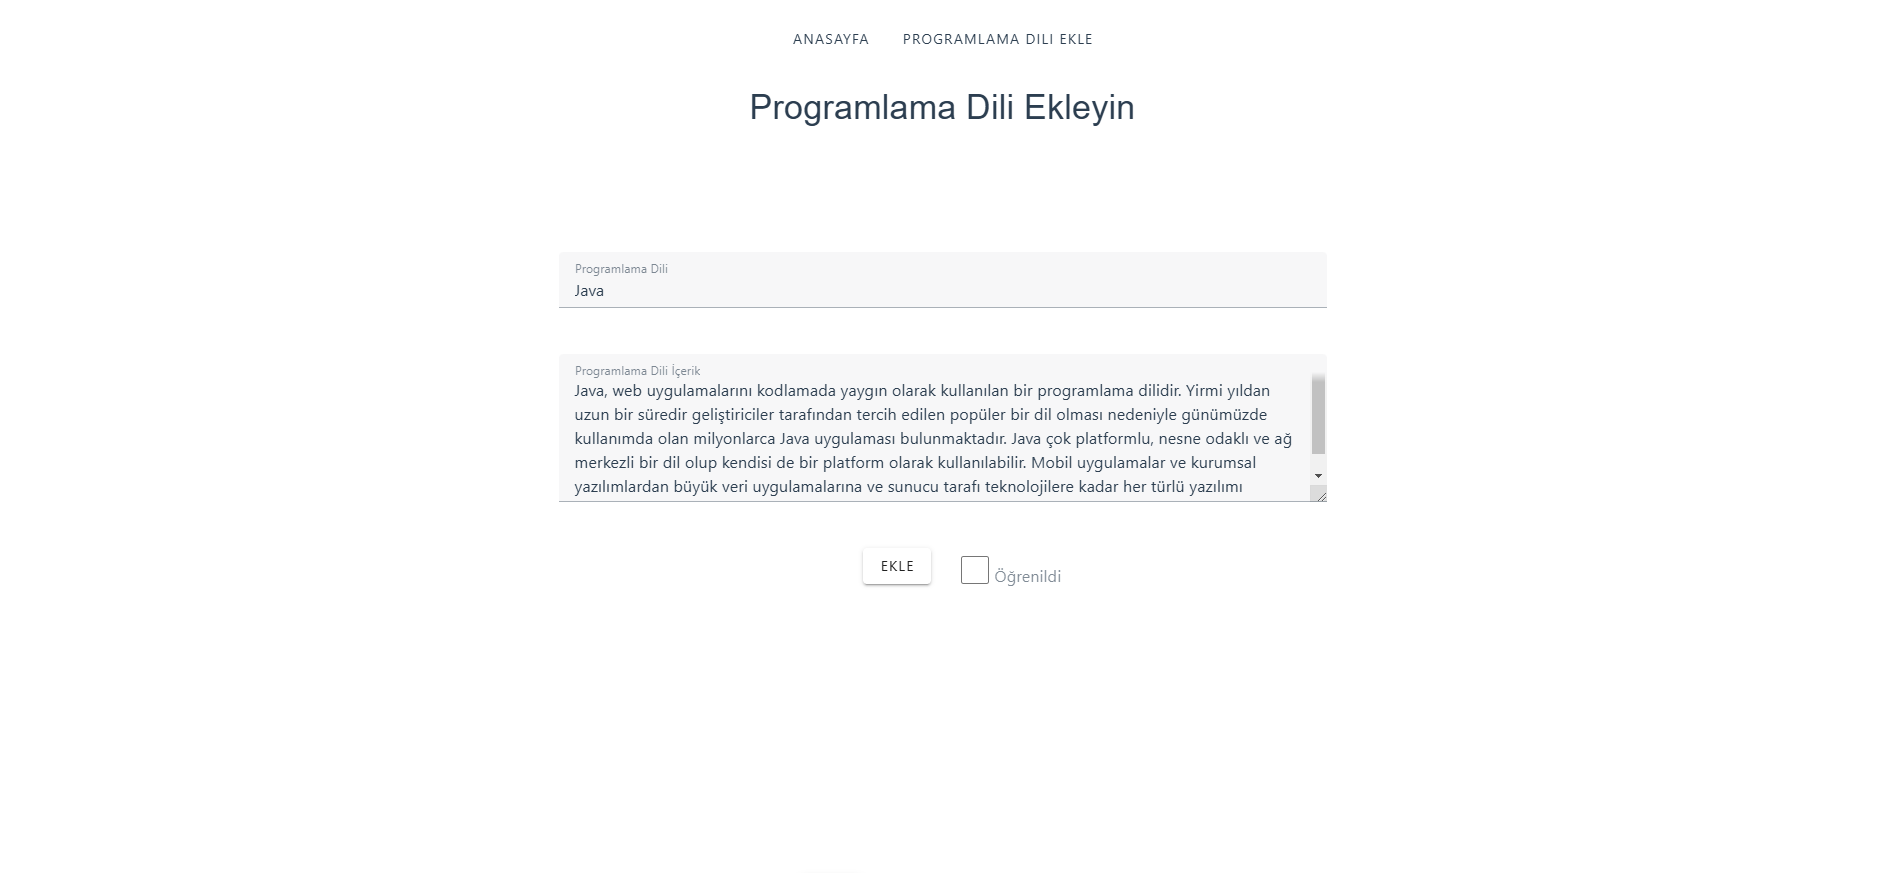 ANASAYFA PROGRAMLAMA DILI EKLE
Programlama Dili Ekleyin
Programlama Dili
Java
Programlama Dili İçerik
Java, web uygulamalarını kodlamada yaygın olarak kullanılan bir programlama dilidir. Yirmi yıldan
uzun bir süredir geliştiriciler tarafından tercih edilen popüler bir dil olması nedeniyle günümüzde
kullanımda olan milyonlarca Java uygulaması bulunmaktadır. Java çok platformlu, nesne odaklı ve ağ
merkezli bir dil olup kendisi de bir platform olarak kullanılabilir. Mobil uygulamalar ve kurumsal
yazılımlardan büyük veri uygulamalarına ve sunucu tarafı teknolojilere kadar her türlü yazılımı
EKLE Öğrenildi